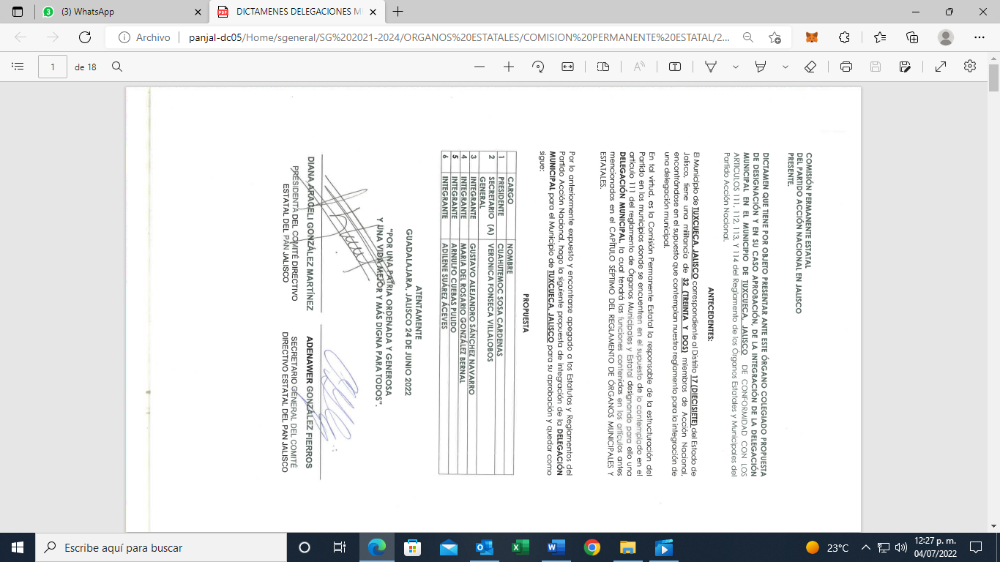 (3) WhatsApp
DICTAMENES DELEGACIONES M
Archivo
panjal-dc05/Home/sgeneral/SG%202021-2024/ORGANOS%20ESTATALES/COMISION%20PERMANENTE%20ESTATAL/2...
1
de 18
COMISIÓN PERMANENTE ESTATAL
DEL PARTIDO ACCIÓN NACIONAL EN JALISCO
PRESENTE.
DICTAMEN QUE TIENE POR OBJETO PRESENTAR ANTE ESTE ÓRGANO COLEGIADO PROPUESTA
DE DESIGNACIÓN Y EN SU CASO APROBACIÓN, DE LA INTEGRACIÓN DE LA DELEGACIÓN
MUNICIPAL EN EL MUNICIPIO DE TUXCUECA, JALISCO DE CONFORMIDAD CON LOS
ARTICULOS 111, 112, 113, Y 114 del Reglamento de los Órganos Estatales y Municipales del
Partido Acción Nacional.
ANTECEDENTES:
El Municipio de TUXCUECA, JALISCO correspondiente al Distrito 17 (DIECISIETE) del Estado de
Jalisco, tiene una militancia de 32 (TREINTA Y DOS) miembros de Acción Nacional,
encontrándose en el supuesto que contemplan nuestro reglamento para la integración de
una delegación municipal.
En tal virtud, es la Comisión Permanente Estatal la responsable de la estructuración del
Partido en los municipios donde se encuentren en el supuesto de lo contemplado en el
artículo 111 del reglamento de Órganos Municipales y Estatal designando para ello una
DELEGACIÓN MUNICIPAL, la cual tendrá las funciones contenidas en los artículos antes
mencionados en el CAPÍTULO SÉPTIMO DEL REGLAMENTO DE ÓRGANOS MUNICIPALES Y
ESTATALES.
Por lo anteriormente expuesto y encontrarse apegado a los Estatutos y Reglamentos del
Partido Acción Nacional, hago la siguiente propuesta de integración de la DELEGACIÓN
MUNICIPAL para el Municipio de TUXCUECA, JALISCO para su aprobación y quedar como
sigue:
PROPUESTA
CARGO NOMBRE
1 PRESIDENTE CUAHUTEMOC SOSA CARDENAS
2 SECRETARIO (A) GENERAL VERONICA FONSECA VILLALOBOS
3 INTEGRANTE GUSTAVO ALEJANDRO SÁNCHEZ NAVARRO
4 INTEGRANTE MARIA DEL ROSARIO GONZÁLEZ BERNAL
5 INTEGRANTE ARNULFO CUEBAS PULIDO
6 INTEGRANTE ADILENE SUÁREZ ÁCEVES
ATENTAMENTE
GUADALAJARA, JALISCO 24 DE JUNIO 2022
"POR UNA PATRIA ORDENADA Y GENEROSA
Y UNA VIDA MEJOR Y MÁS DIGNA PARA TODOS".
DIANA ARACELI GONZÁLEZ MARTÍNEZ
PRESIDENTA DEL COMITÉ DIRECTIVO
ESTATAL DEL PAN JALISCO
ADENAWER GONZÁLEZ FIERROS
SECRETARIO GENERAL DEL COMITÉ
DIRECTIVO ESTATAL DEL PAN JALISCO
Escribe aquí para buscar
23°C
12:27 p. m.
04/07/2022